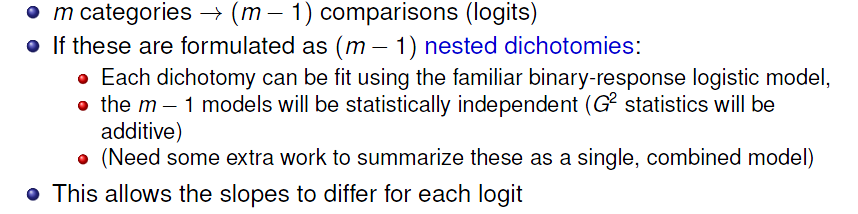 m categories → (m − 1) comparisons (logits)
If these are formulated as (m − 1) nested dichotomies:
Each dichotomy can be fit using the familiar binary-response logistic model,
the m − 1 models will be statistically independent (G² statistics will be
additive)
(Need some extra work to summarize these as a single, combined model)
This allows the slopes to differ for each logit